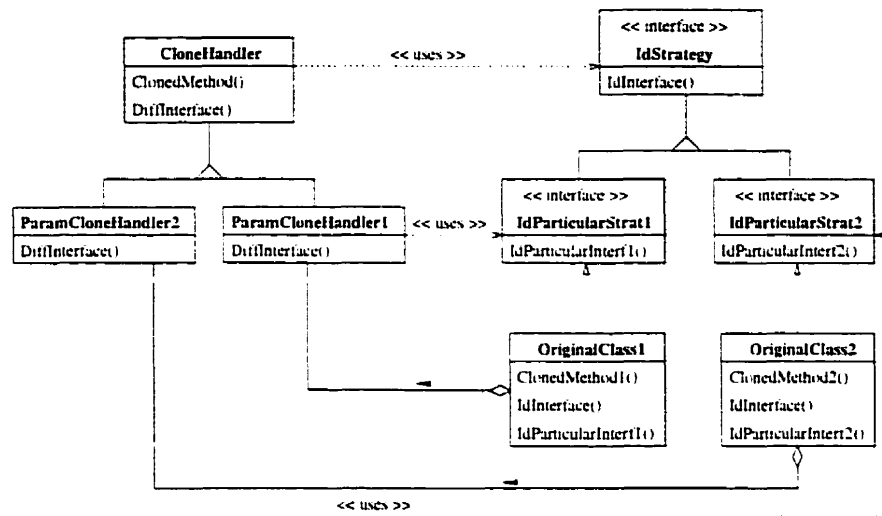 << interface >>
CloneHandler
<< uses >>
IdStrategy
ClonedMethod()
IdInterface()
DiffInterface()
<< interface >>
<< interface >>
ParamCloneHandler2
ParamCloneHandler1
<< uses >>
IdParticularStrat1
IdParticularStrat2
DiffInterface()
DiffInterface()
IdParticularInterf1()
IdParticularInterf2()
OriginalClass1
OriginalClass2
ClonedMethod1()
ClonedMethod2()
IdInterface()
IdInterface()
IdParticularInterf1()
IdParticularInterf2()
<< uses >>